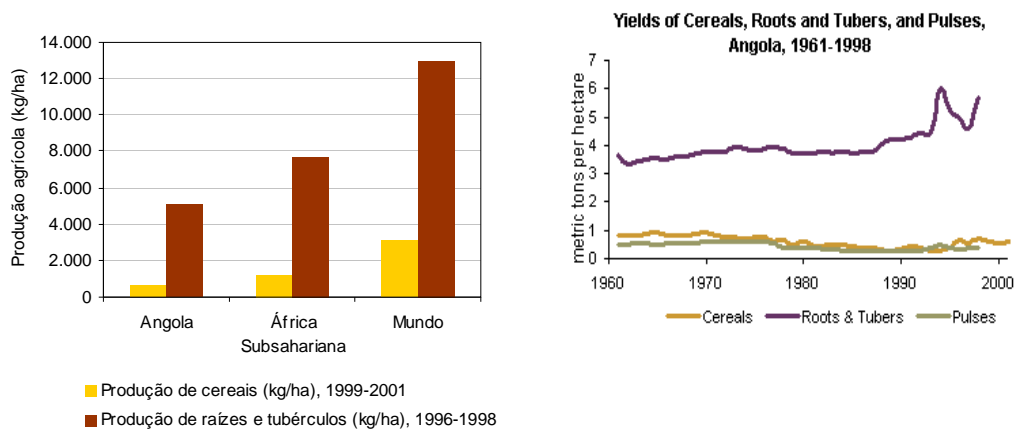 Produção agrícola (kg/ha)
14.000
12.000
10.000
8.000
6.000
4.000
2.000
0
Angola
África
Subsahariana
Mundo
Produção de cereais (kg/ha), 1999-2001
Produção de raízes e tubérculos (kg/ha), 1996-1998
Yields of Cereals, Roots and Tubers, and Pulses,
Angola, 1961-1998
metric tons per hectare
7
6
5
4
3
2
1
0
1960 1970 1980 1990 2000
Cereals Roots & Tubers Pulses